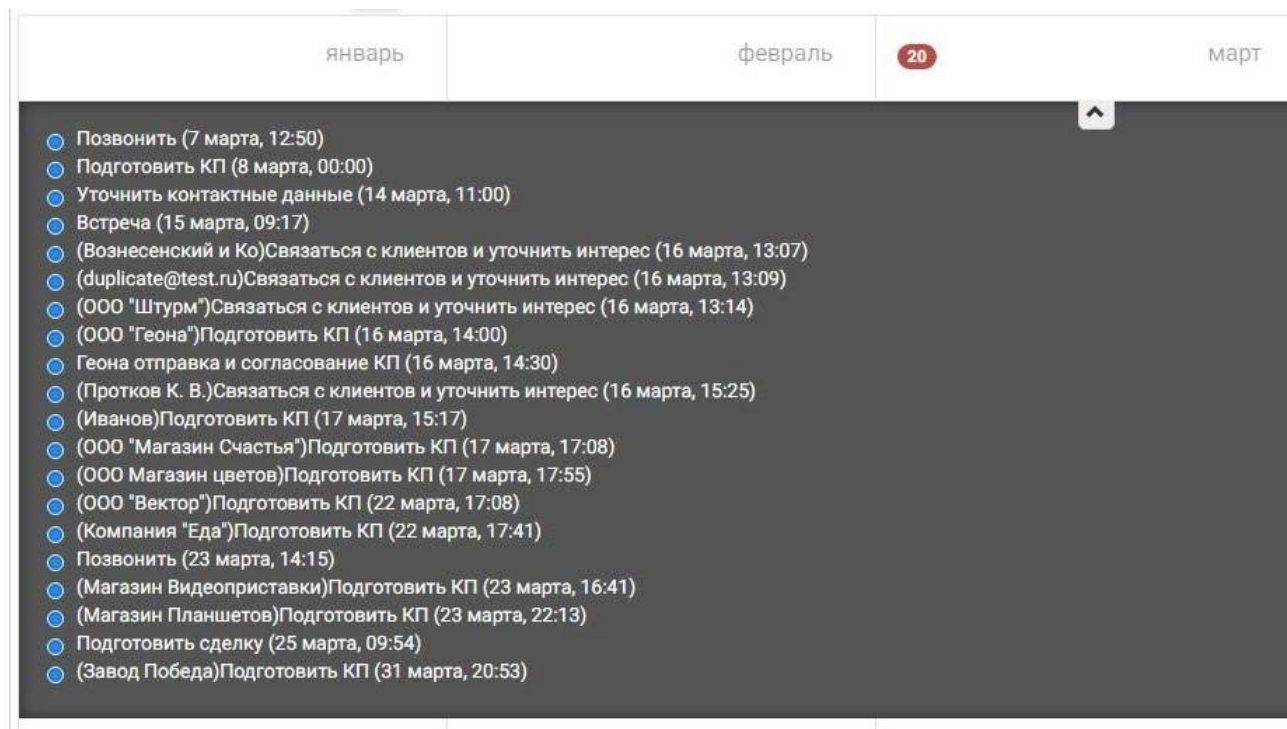 январь
февраль
20
март
Позвонить (7 марта, 12:50)
Подготовить КП (8 марта, 00:00)
Уточнить контактные данные (14 марта, 11:00)
Встреча (15 марта, 09:17)
(Вознесенский и Ко)Связаться с клиентов и уточнить интерес (16 марта, 13:07)
(duplicate@test.ru)Связаться с клиентов и уточнить интерес (16 марта, 13:09)
(ООО "Штурм")Связаться с клиентов и уточнить интерес (16 марта, 13:14)
(ООО "Геона")Подготовить КП (16 марта, 14:00)
Геона отправка и согласование КП (16 марта, 14:30)
(Протков К. В.)Связаться с клиентов и уточнить интерес (16 марта, 15:25)
(Иванов)Подготовить КП (17 марта, 15:17)
(ООО "Магазин Счастья")Подготовить КП (17 марта, 17:08)
(ООО Магазин цветов)Подготовить КП (17 марта, 17:55)
(ООО "Вектор")Подготовить КП (22 марта, 17:08)
(Компания "Еда")Подготовить КП (22 марта, 17:41)
Позвонить (23 марта, 14:15)
(Магазин Видеоприставки)Подготовить КП (23 марта, 16:41)
(Магазин Планшетов)Подготовить КП (23 марта, 22:13)
Подготовить сделку (25 марта, 09:54)
(Завод Победа)Подготовить КП (31 марта, 20:53)